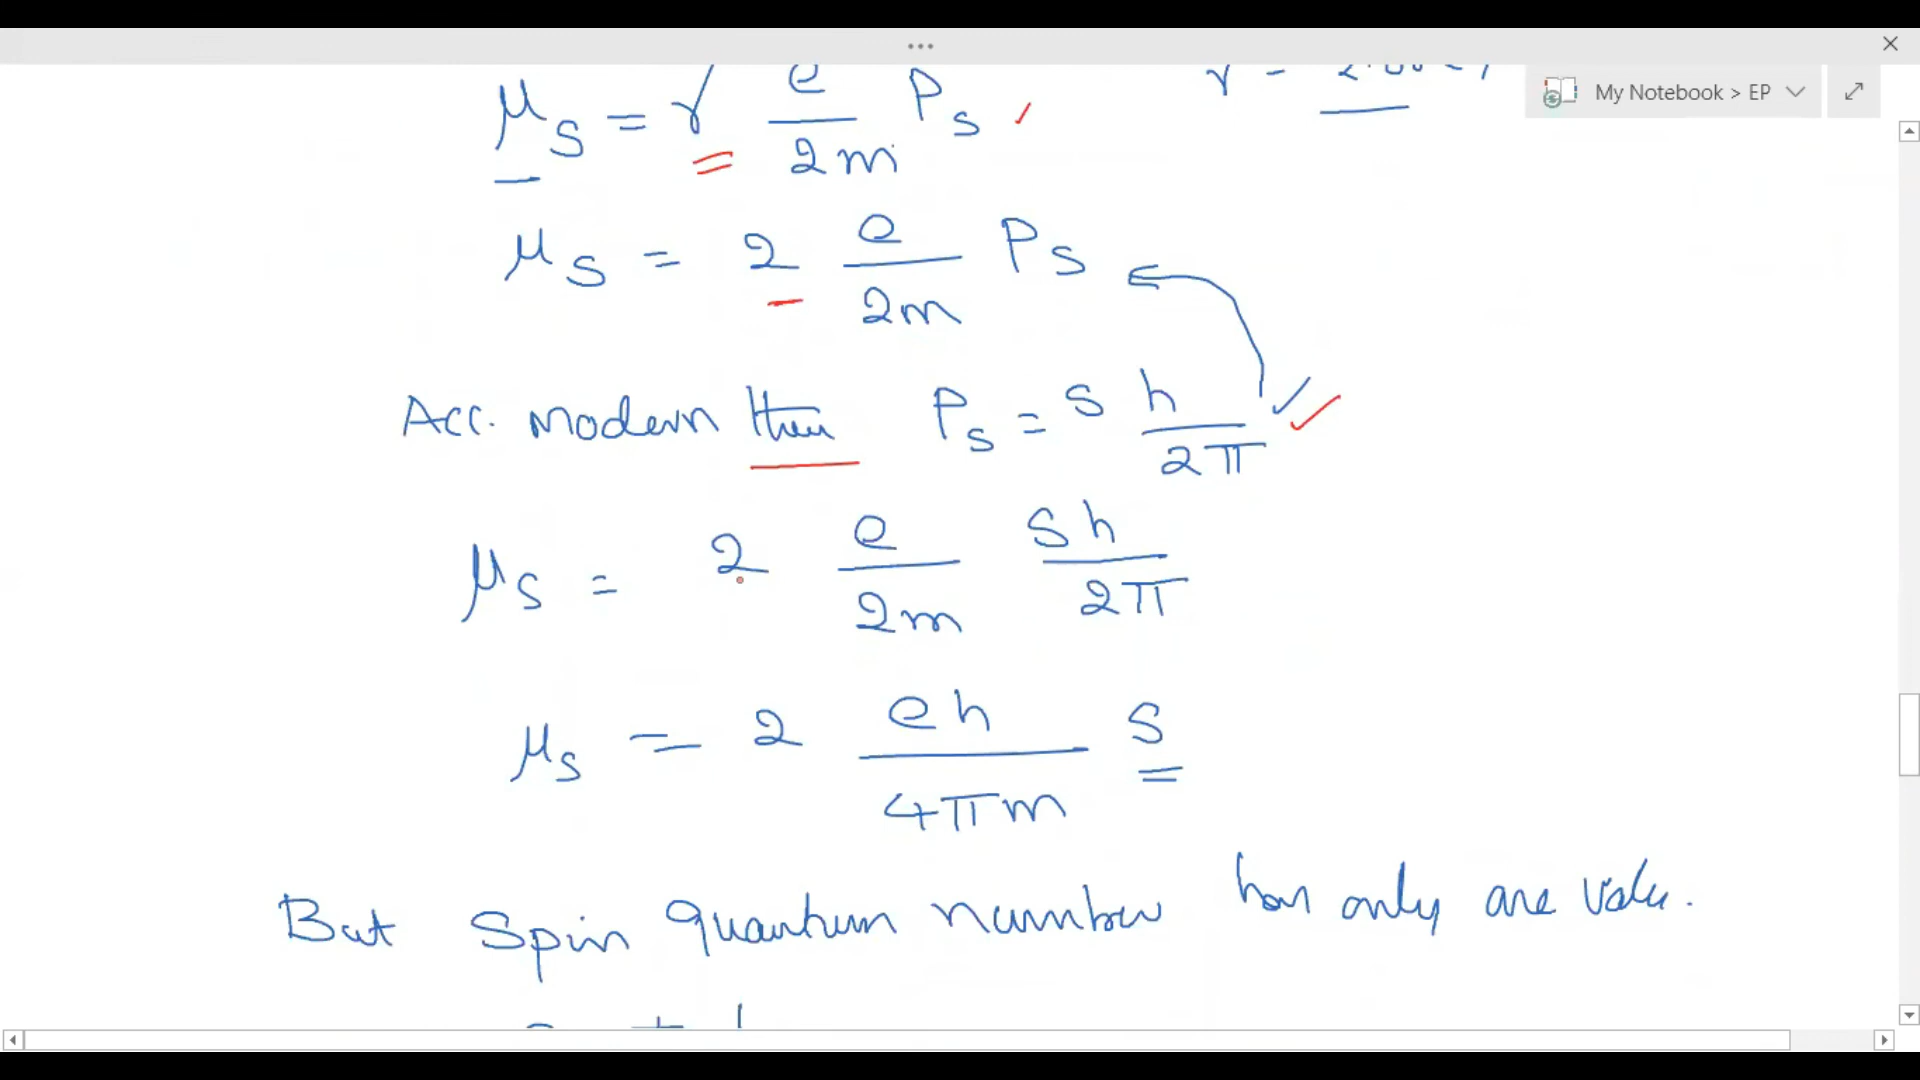 μs = γ e/2m Ps
γ =
My Notebook > EP
μs = 2 e/2m Ps
Acc. modern Ps = s h/2π
μs = 2 e/2m sh/2π
μs = 2 eh/4πm s
But Spin quantum number has only one value.